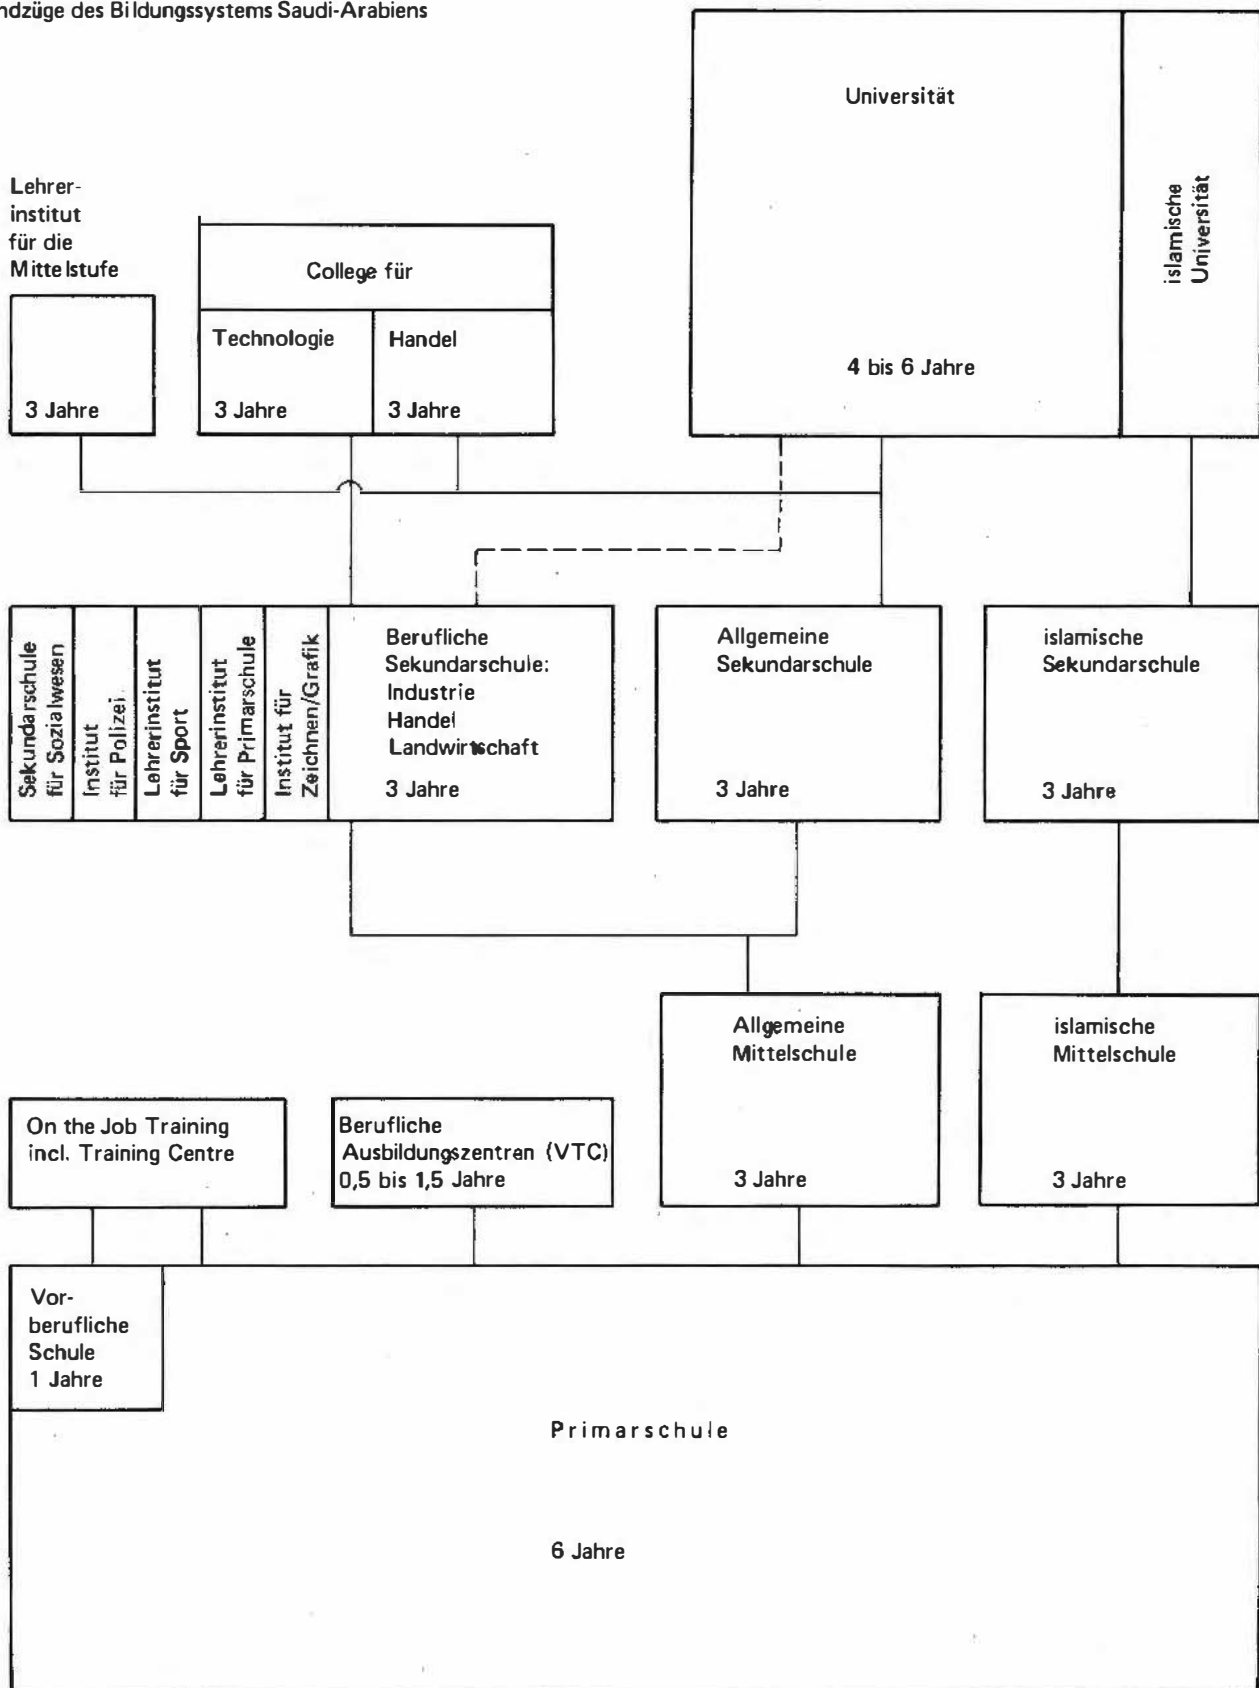 ndzüge des Bildungssystems Saudi-Arabiens
Universität
4 bis 6 Jahre
islamische
Universität
Lehrer-
institut
für die
Mittelstufe
3 Jahre
College für
Technologie
3 Jahre
Handel
3 Jahre
Sekundarschule
für Sozialwesen
Institut
für Polizei
Lehrerinstitut
für Sport
Lehrerinstitut
für Primarschule
Institut für
Zeichnen/Grafik
Berufliche
Sekundarschule:
Industrie
Handel
Landwirtschaft
3 Jahre
Allgemeine
Sekundarschule
3 Jahre
islamische
Sekundarschule
3 Jahre
Allgemeine
Mittelschule
3 Jahre
islamische
Mittelschule
3 Jahre
On the Job Training
incl. Training Centre
Berufliche
Ausbildungszentren (VTC)
0,5 bis 1,5 Jahre
Vor-
berufliche
Schule
1 Jahre
Primarschule
6 Jahre